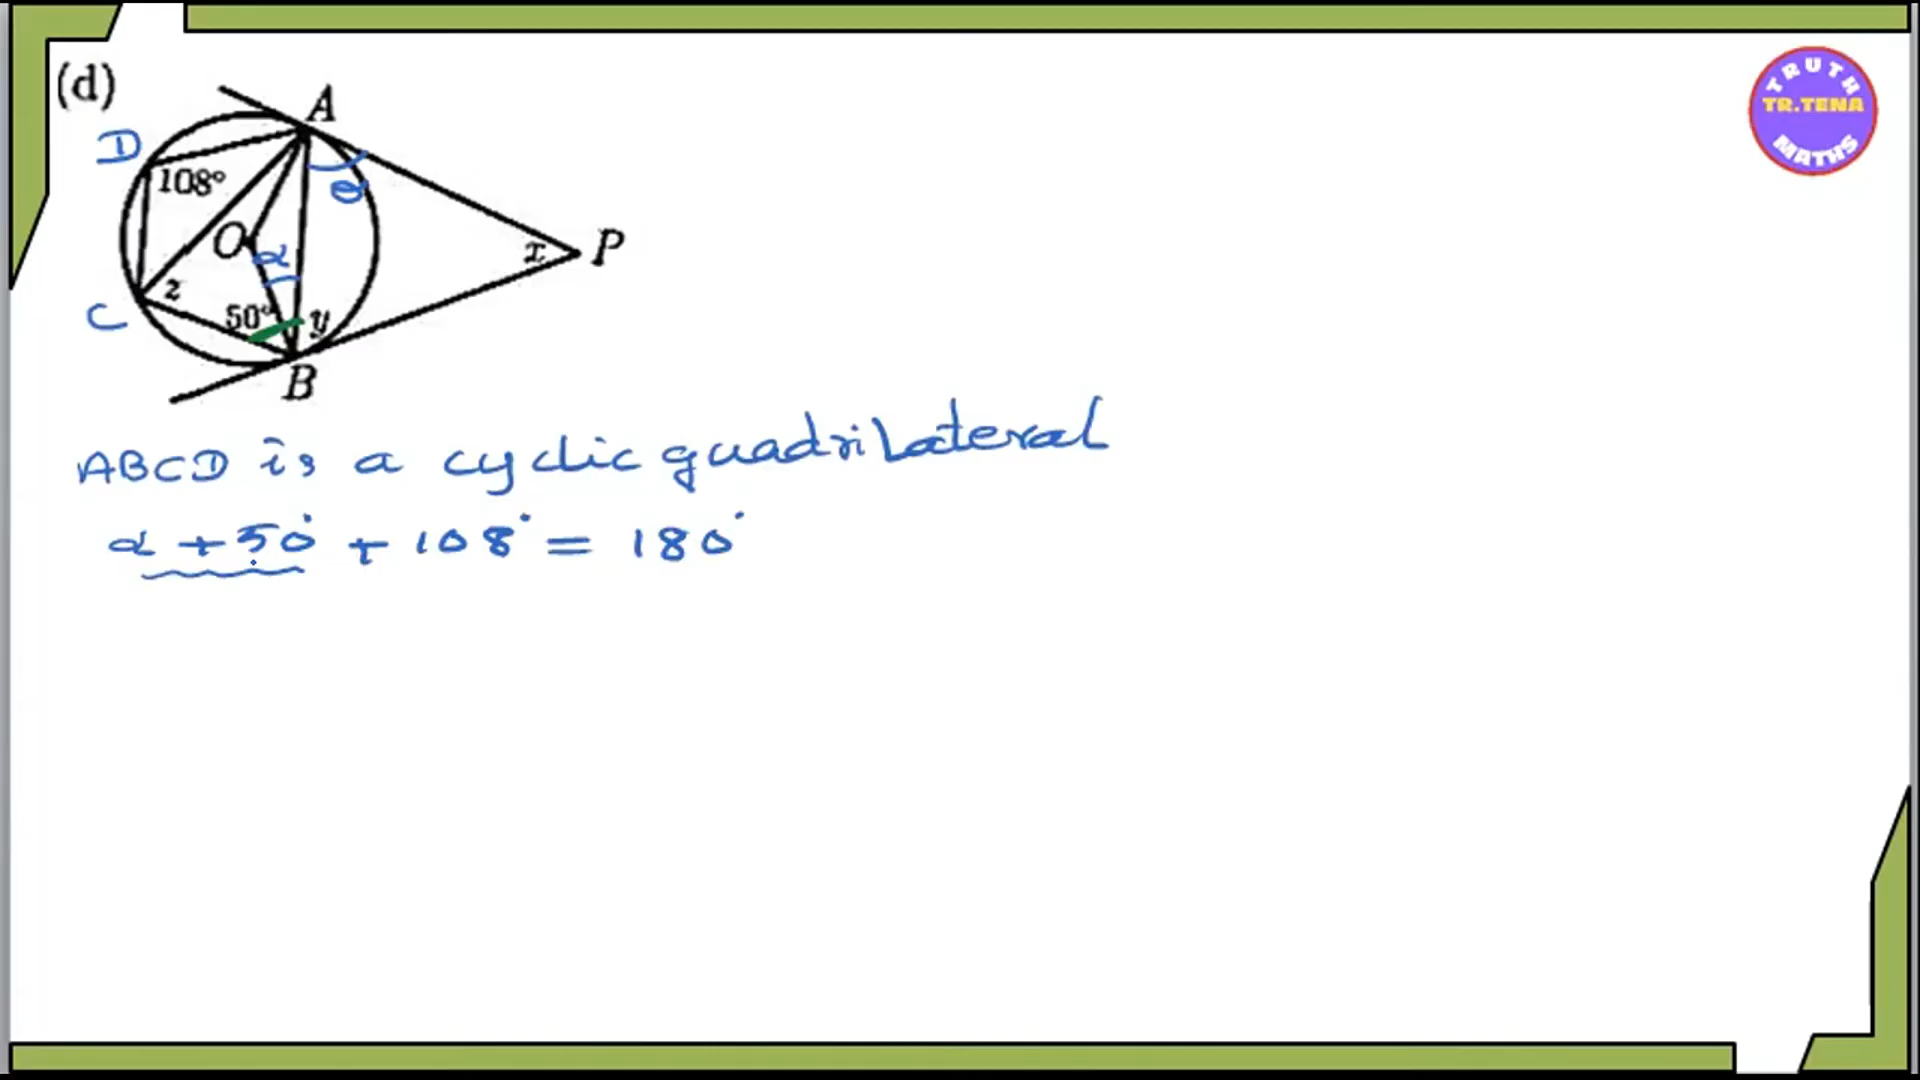 (d)
A
TRUTH
TR.TENA
MATHS
D
108°
θ
O
α
x
P
z
C
50°
y
B
ABCD is a cyclic quadrilateral
α + 50° + 108° = 180°